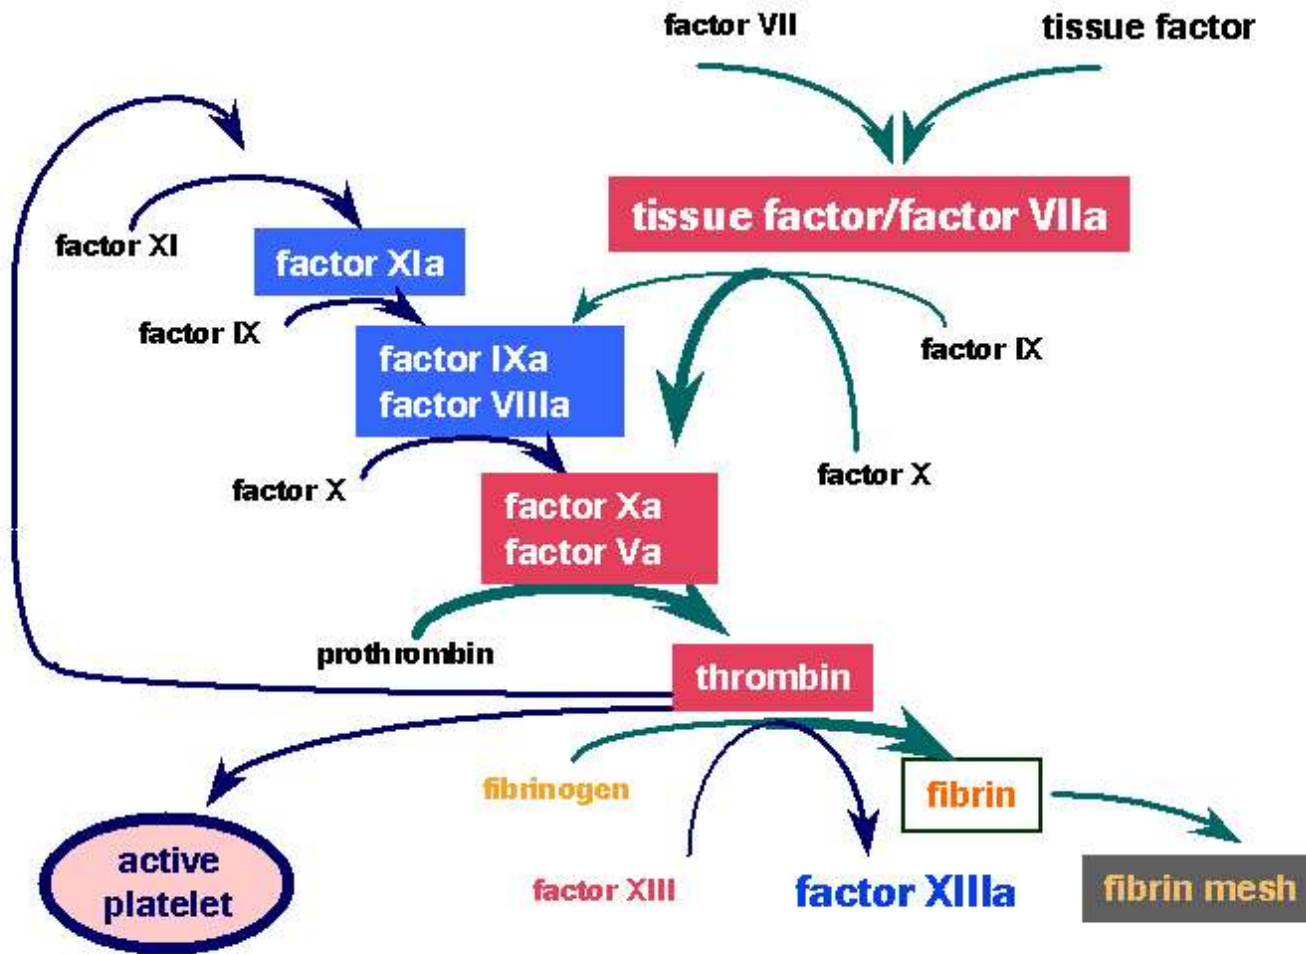 factor VII
tissue factor
tissue factor/factor VIIa
factor XI
factor XIa
factor IX
factor IXa
factor VIIIa
factor IX
factor X
factor X
factor Xa
factor Va
prothrombin
thrombin
fibrinogen
fibrin
active
platelet
factor XIII
factor XIIIa
fibrin mesh